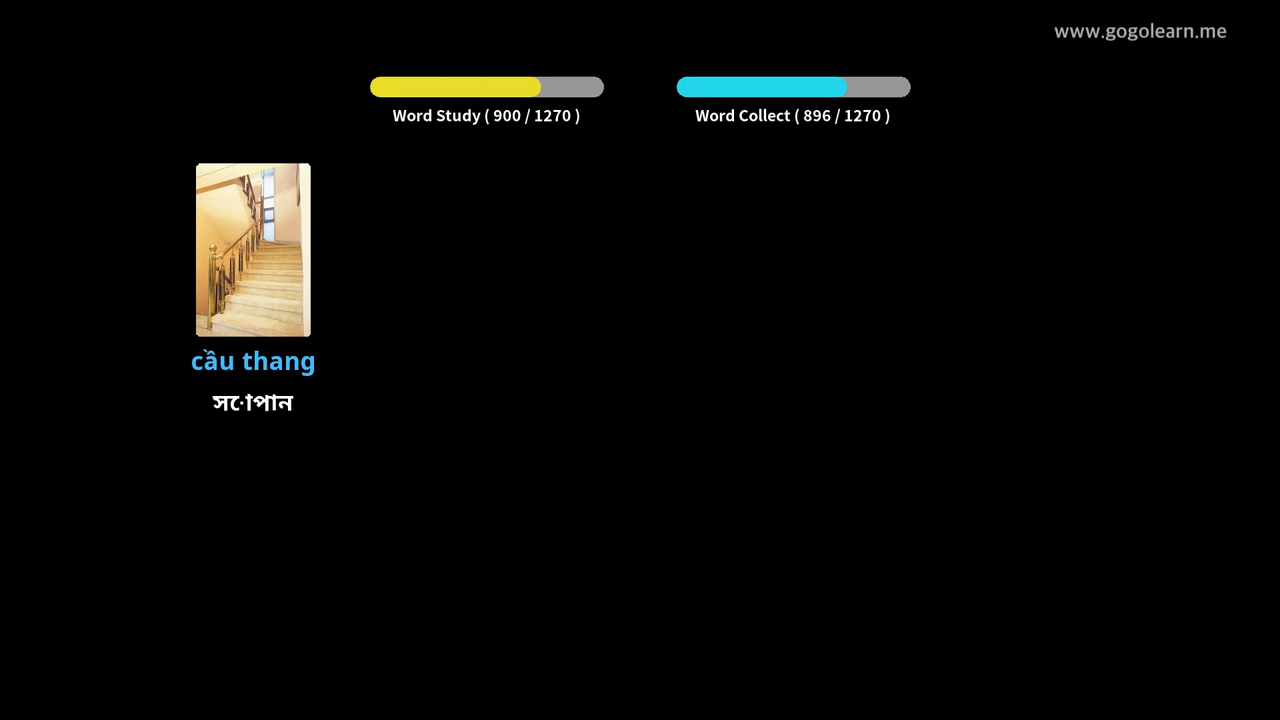 www.gogolearn.me
Word Study ( 900 / 1270 )
Word Collect ( 896 / 1270 )
cầu thang
সোপান